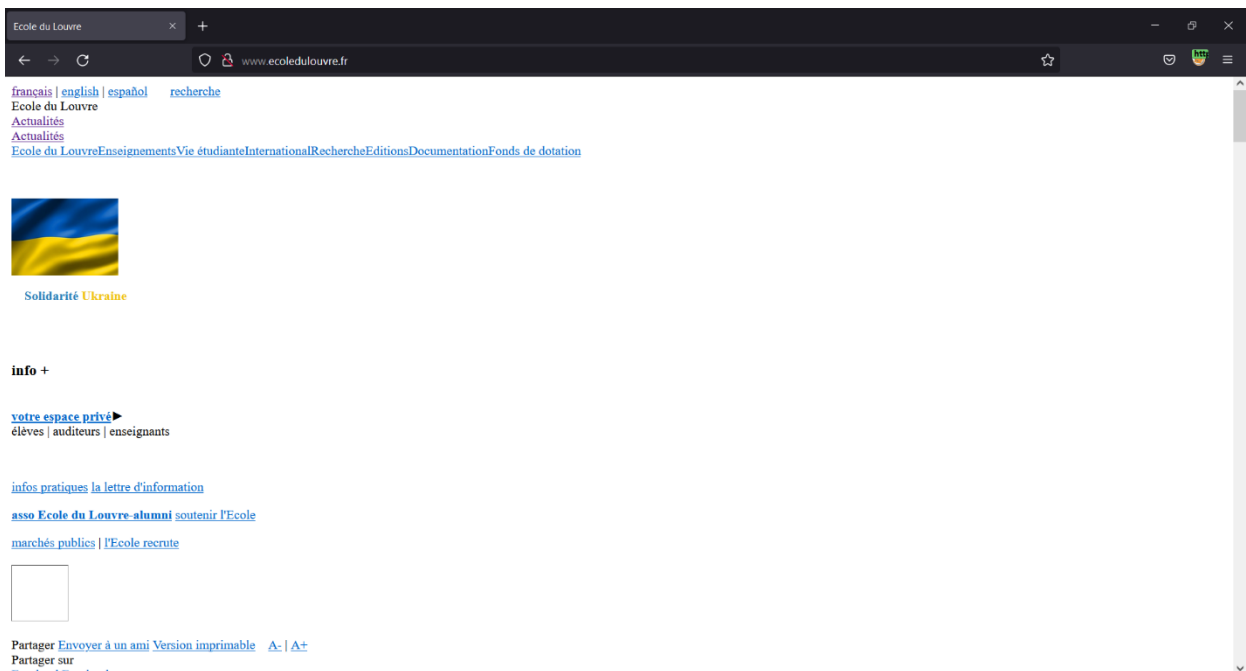 Ecole du Louvre
www.ecoledulouvre.fr
français | english | español recherche
Ecole du Louvre
Actualités
Actualités
Ecole du LouvreEnseignementsVie étudianteInternationalRechercheEditionsDocumentationFonds de dotation
Solidarité Ukraine
info +
votre espace privé
élèves | auditeurs | enseignants
infos pratiques la lettre d'information
asso Ecole du Louvre-alumni soutenir l'Ecole
marchés publics | l'Ecole recrute
Partager Envoyer à un ami Version imprimable A- | A+
Partager sur